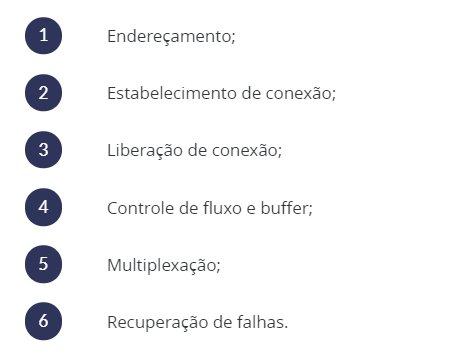 1 Endereçamento;
2 Estabelecimento de conexão;
3 Liberação de conexão;
4 Controle de fluxo e buffer;
5 Multiplexação;
6 Recuperação de falhas.